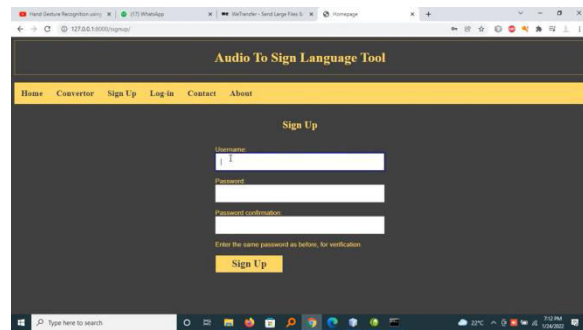 Hand Gesture Recognition using
(17) WhatsApp
WeTransfer - Send Large Files &
Homepage
127.0.0.1:8000/signup/
Audio To Sign Language Tool
Home Convertor Sign Up Log-in Contact About
Sign Up
Username:
Password:
Password confirmation:
Enter the same password as before, for verification.
Sign Up
Type here to search
22°C
7:12 PM
1/24/2022